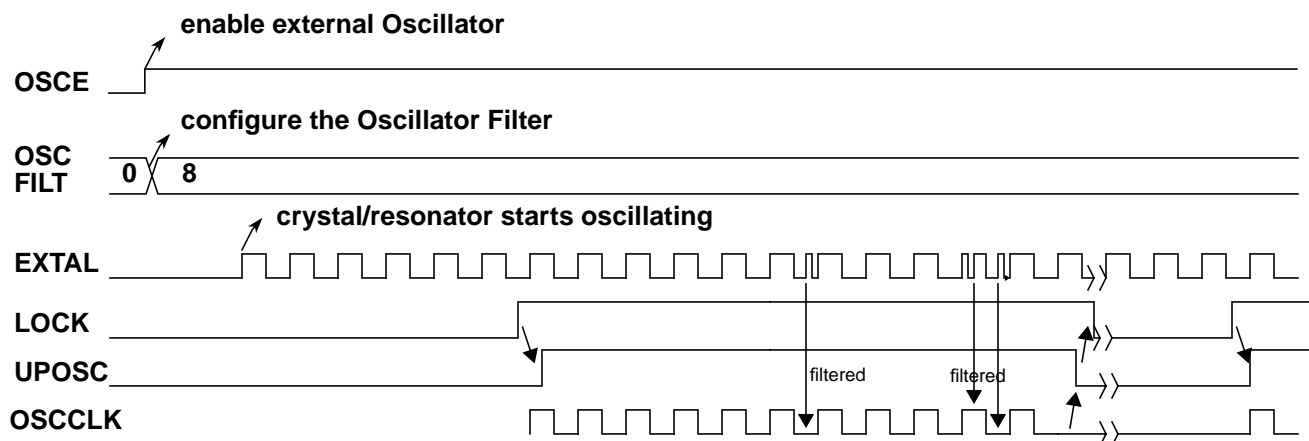 enable external Oscillator
OSCE
configure the Oscillator Filter
OSC
FILT
0
8
crystal/resonator starts oscillating
EXTAL
LOCK
UPOSC
filtered
filtered
OSCCLK